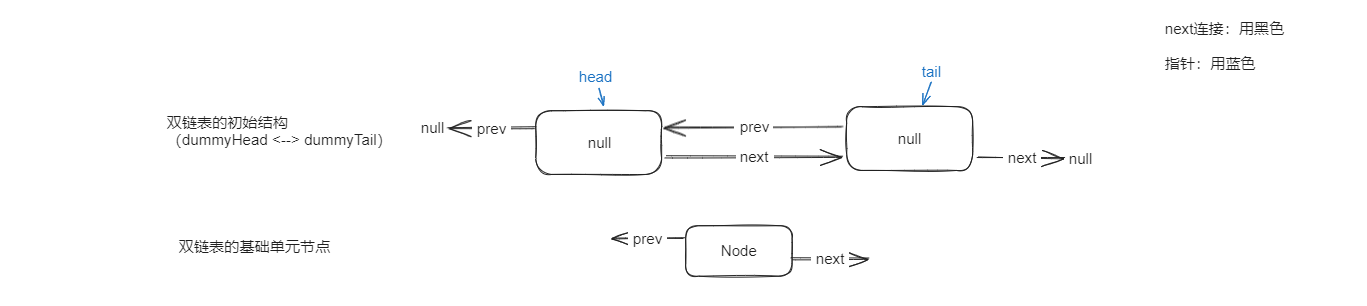 next连接：用黑色
指针：用蓝色
head
tail
双链表的初始结构
（dummyHead <--> dummyTail）
null
prev
null
prev
next
null
next
null
双链表的基础单元节点
prev
Node
next